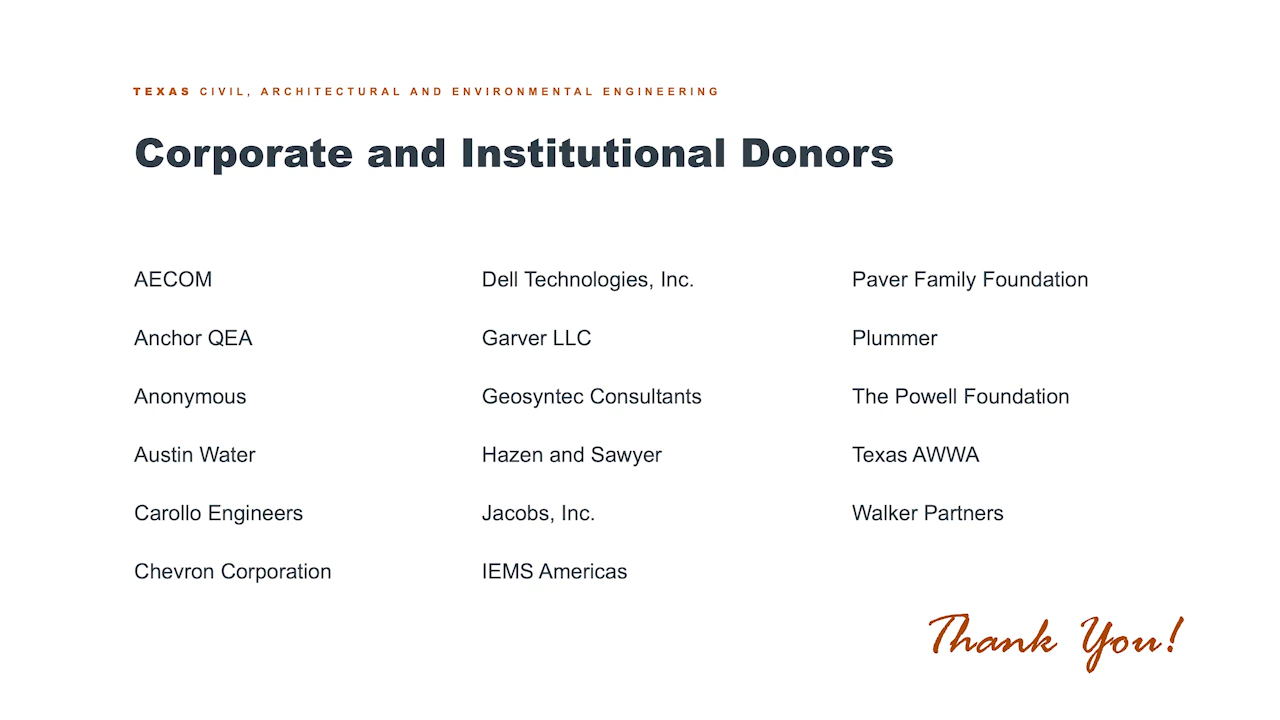 TEXAS CIVIL, ARCHITECTURAL AND ENVIRONMENTAL ENGINEERING
Corporate and Institutional Donors
AECOM
Anchor QEA
Anonymous
Austin Water
Carollo Engineers
Chevron Corporation
Dell Technologies, Inc.
Garver LLC
Geosyntec Consultants
Hazen and Sawyer
Jacobs, Inc.
IEMS Americas
Paver Family Foundation
Plummer
The Powell Foundation
Texas AWWA
Walker Partners
Thank You!